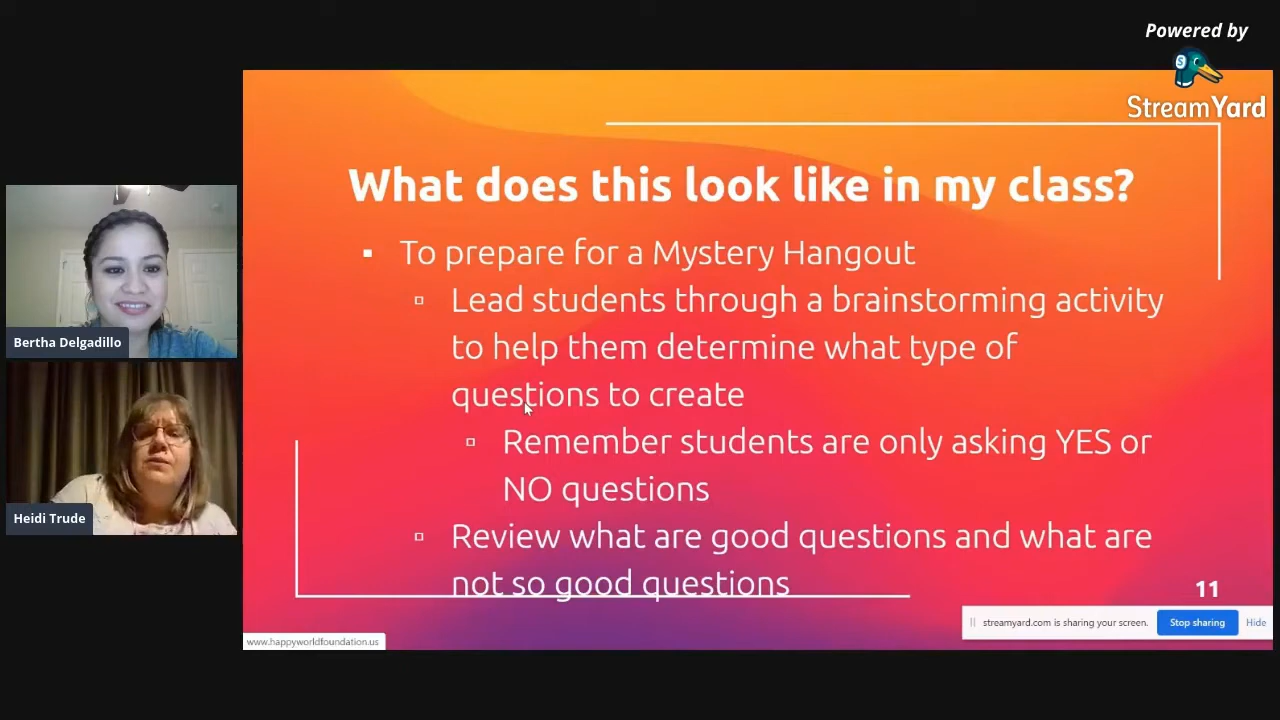 Powered by
StreamYard
What does this look like in my class?
To prepare for a Mystery Hangout
Lead students through a brainstorming activity
to help them determine what type of
questions to create
Remember students are only asking YES or
NO questions
Review what are good questions and what are
not so good questions
11
Bertha Delgadillo
Heidi Trude
streamyard.com is sharing your screen.
Stop sharing
Hide
www.happyworldfoundation.us